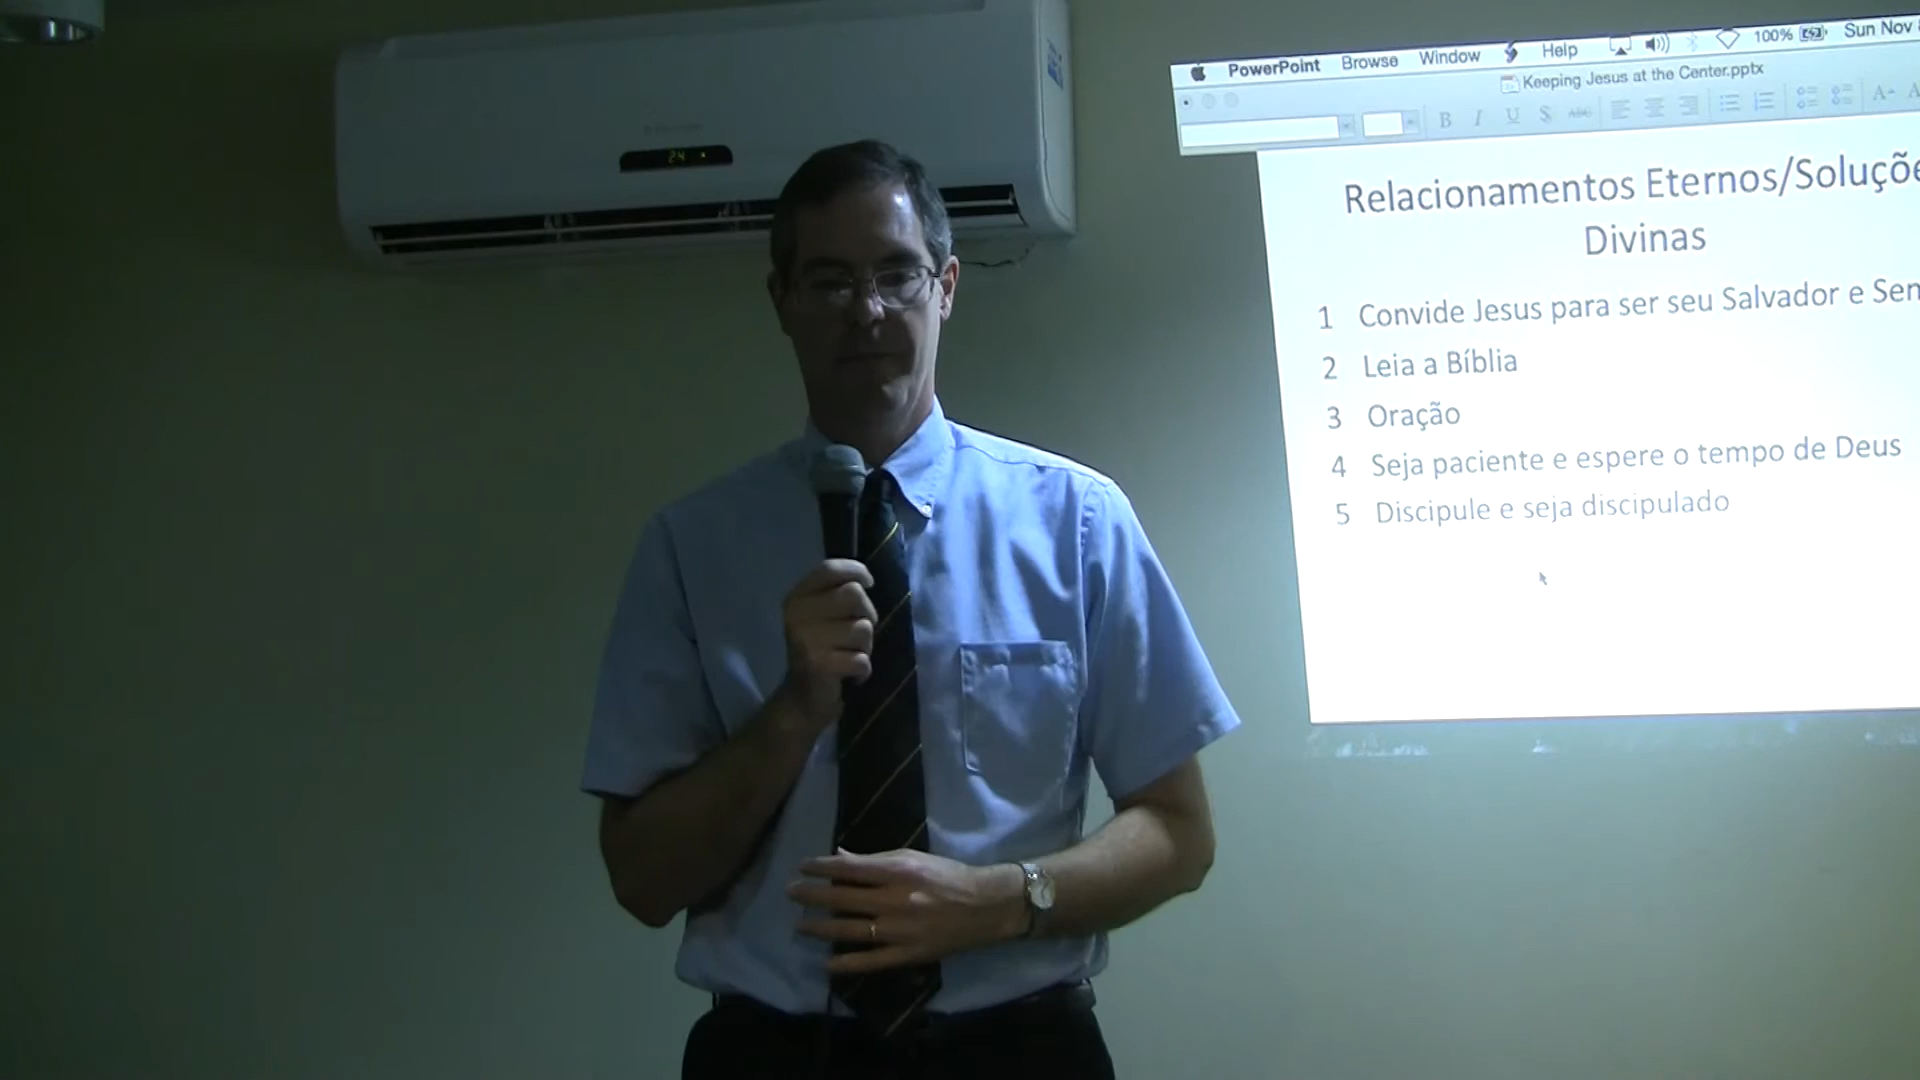 PowerPoint Browse Window Help 100% Sun Nov
Keeping Jesus at the Center.pptx
B I U S ABC A A
Relacionamentos Eternos/Soluçõe
Divinas
1 Convide Jesus para ser seu Salvador e Sen
2 Leia a Bíblia
3 Oração
4 Seja paciente e espere o tempo de Deus
5 Discipule e seja discipulado
24